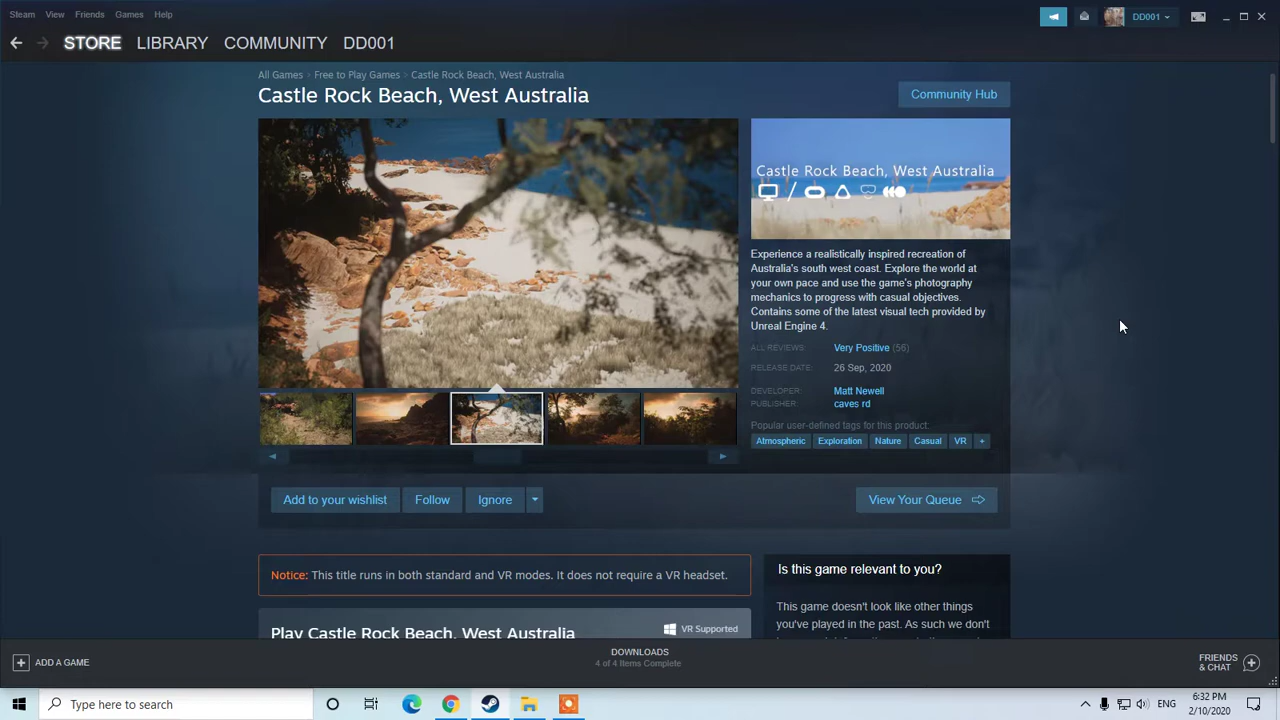 Steam View Friends Games Help
DD001
STORE LIBRARY COMMUNITY DD001
All Games > Free to Play Games > Castle Rock Beach, West Australia
Castle Rock Beach, West Australia
Community Hub
Castle Rock Beach, West Australia
Experience a realistically inspired recreation of
Australia's south west coast. Explore the world at
your own pace and use the game's photography
mechanics to progress with casual objectives.
Contains some of the latest visual tech provided by
Unreal Engine 4.
ALL REVIEWS: Very Positive (56)
RELEASE DATE: 26 Sep, 2020
DEVELOPER: Matt Newell
PUBLISHER: caves rd
Popular user-defined tags for this product:
Atmospheric Exploration Nature Casual VR +
Add to your wishlist Follow Ignore
View Your Queue
Notice: This title runs in both standard and VR modes. It does not require a VR headset.
Is this game relevant to you?
This game doesn't look like other things
you've played in the past. As such we don't
Play Castle Rock Beach, West Australia
VR Supported
ADD A GAME
DOWNLOADS
4 of 4 Items Complete
FRIENDS
& CHAT
Type here to search
ENG
6:32 PM
2/10/2020